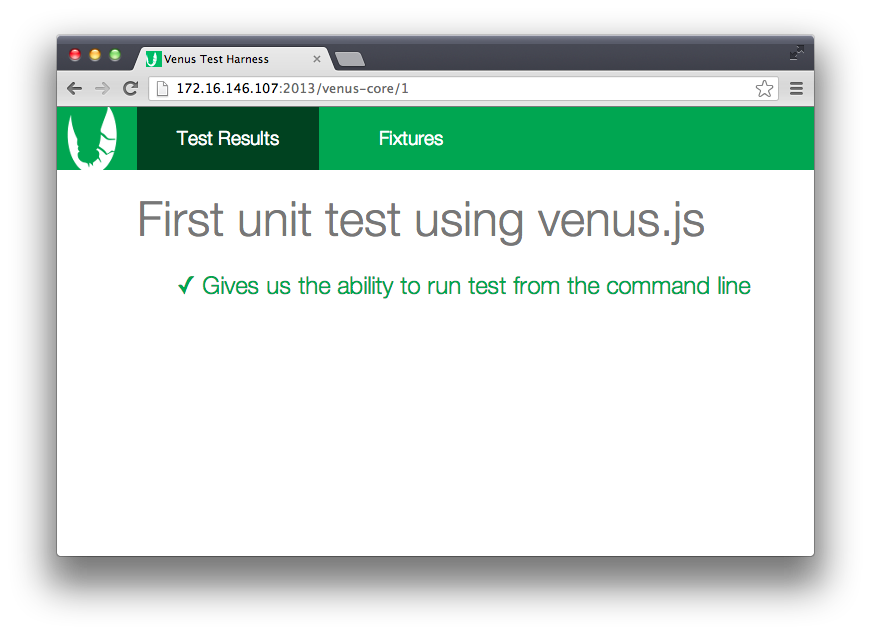 Venus Test Harness
172.16.146.107:2013/venus-core/1
Test Results
Fixtures
First unit test using venus.js
✓ Gives us the ability to run test from the command line